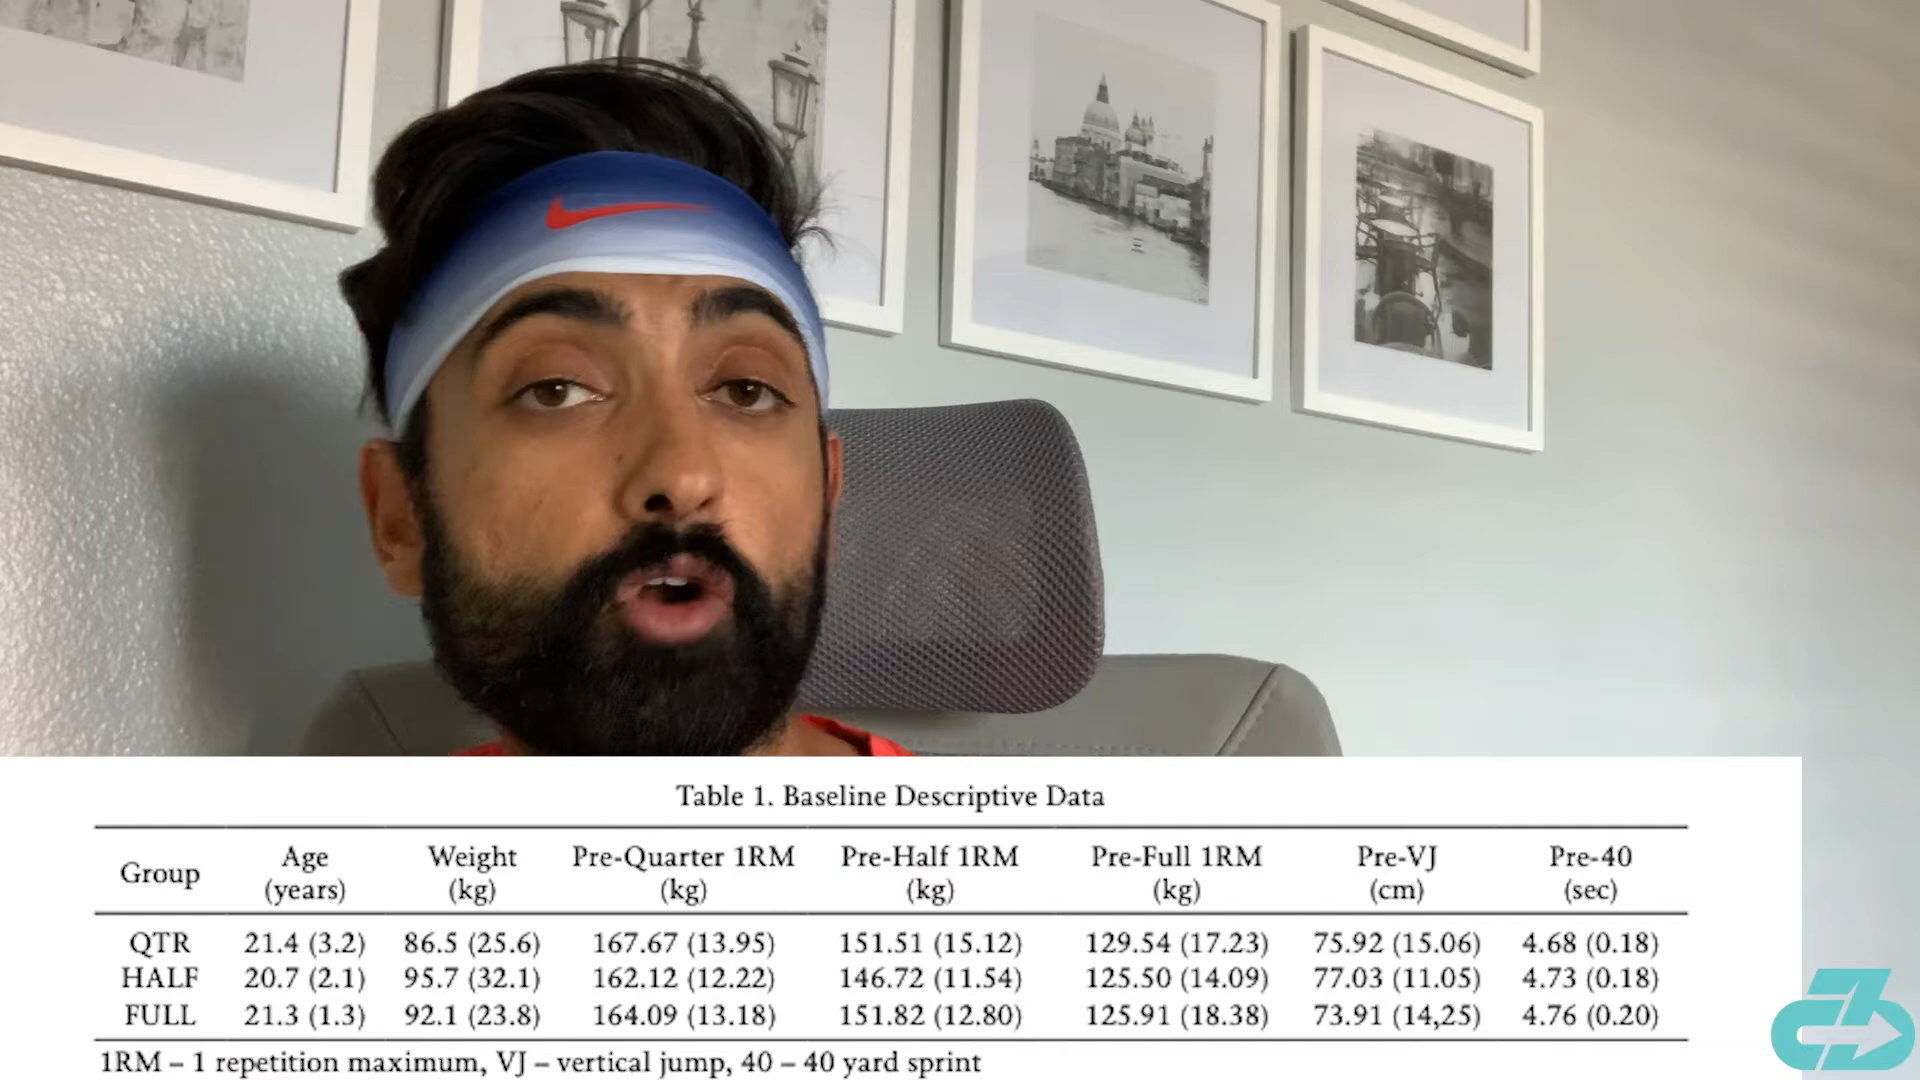 Table 1. Baseline Descriptive Data
Group Age (years) Weight (kg) Pre-Quarter 1RM (kg) Pre-Half 1RM (kg) Pre-Full 1RM (kg) Pre-VJ (cm) Pre-40 (sec)
QTR 21.4 (3.2) 86.5 (25.6) 167.67 (13.95) 151.51 (15.12) 129.54 (17.23) 75.92 (15.06) 4.68 (0.18)
HALF 20.7 (2.1) 95.7 (32.1) 162.12 (12.22) 146.72 (11.54) 125.50 (14.09) 77.03 (11.05) 4.73 (0.18)
FULL 21.3 (1.3) 92.1 (23.8) 164.09 (13.18) 151.82 (12.80) 125.91 (18.38) 73.91 (14,25) 4.76 (0.20)
1RM – 1 repetition maximum, VJ – vertical jump, 40 – 40 yard sprint